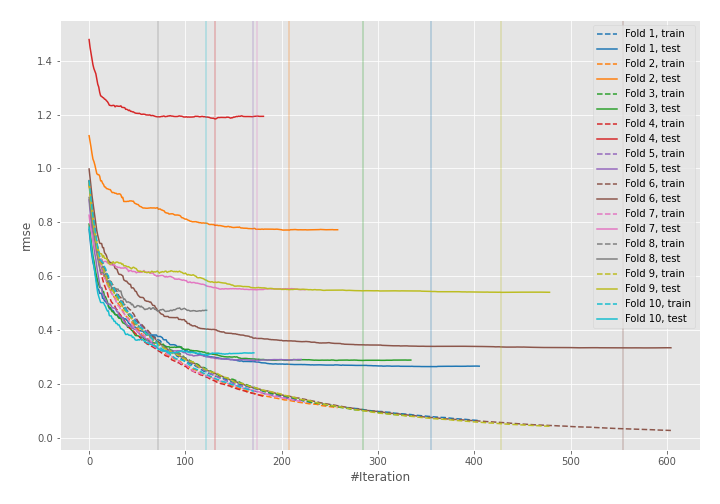 1.4
1.2
1.0
0.8
0.6
0.4
0.2
0.0
rmse
0 100 200 300 400 500 600
#Iteration
Fold 1, train
Fold 1, test
Fold 2, train
Fold 2, test
Fold 3, train
Fold 3, test
Fold 4, train
Fold 4, test
Fold 5, train
Fold 5, test
Fold 6, train
Fold 6, test
Fold 7, train
Fold 7, test
Fold 8, train
Fold 8, test
Fold 9, train
Fold 9, test
Fold 10, train
Fold 10, test